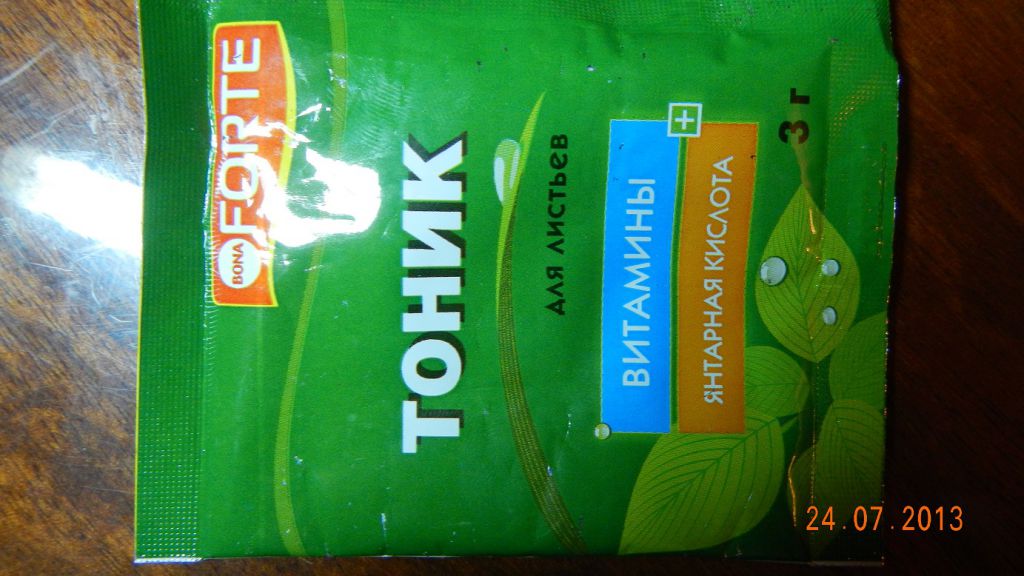 BONA
FORTE
ТОНИК
для листьев
ВИТАМИНЫ
+
ЯНТАРНАЯ КИСЛОТА
3 г
24.07.2013